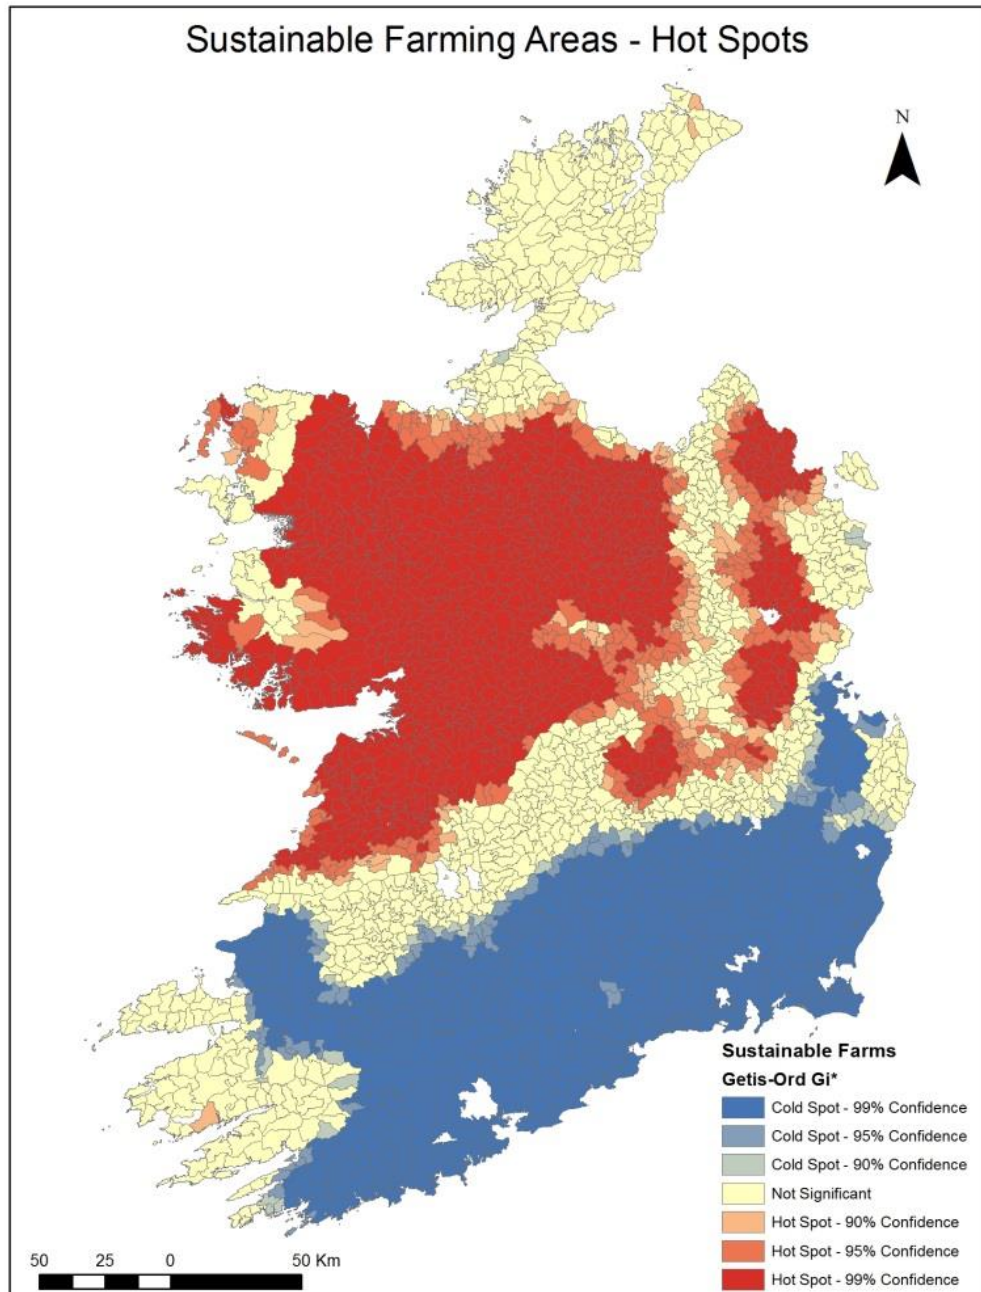 Sustainable Farming Areas - Hot Spots
N
Sustainable Farms
Getis-Ord Gi*
Cold Spot - 99% Confidence
Cold Spot - 95% Confidence
Cold Spot - 90% Confidence
Not Significant
Hot Spot - 90% Confidence
Hot Spot - 95% Confidence
Hot Spot - 99% Confidence
50 25 0 50 Km